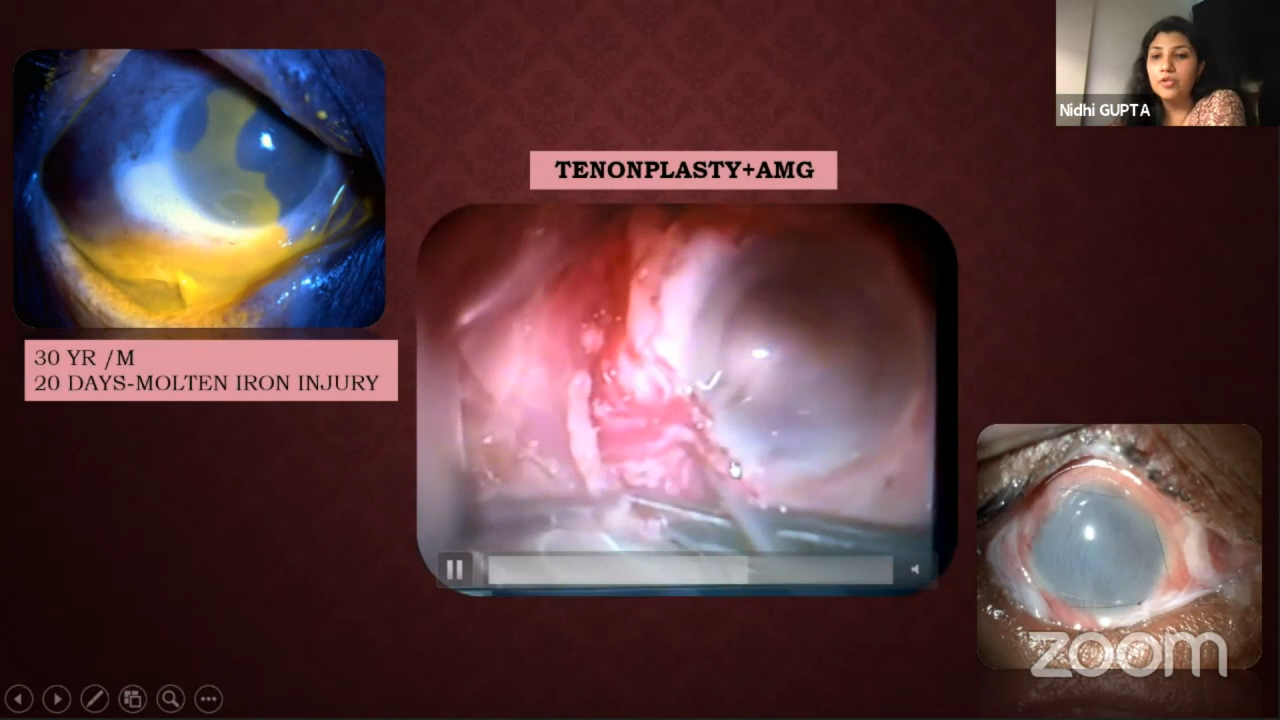 Nidhi GUPTA
TENONPLASTY+AMG
30 YR /M
20 DAYS-MOLTEN IRON INJURY
zoom